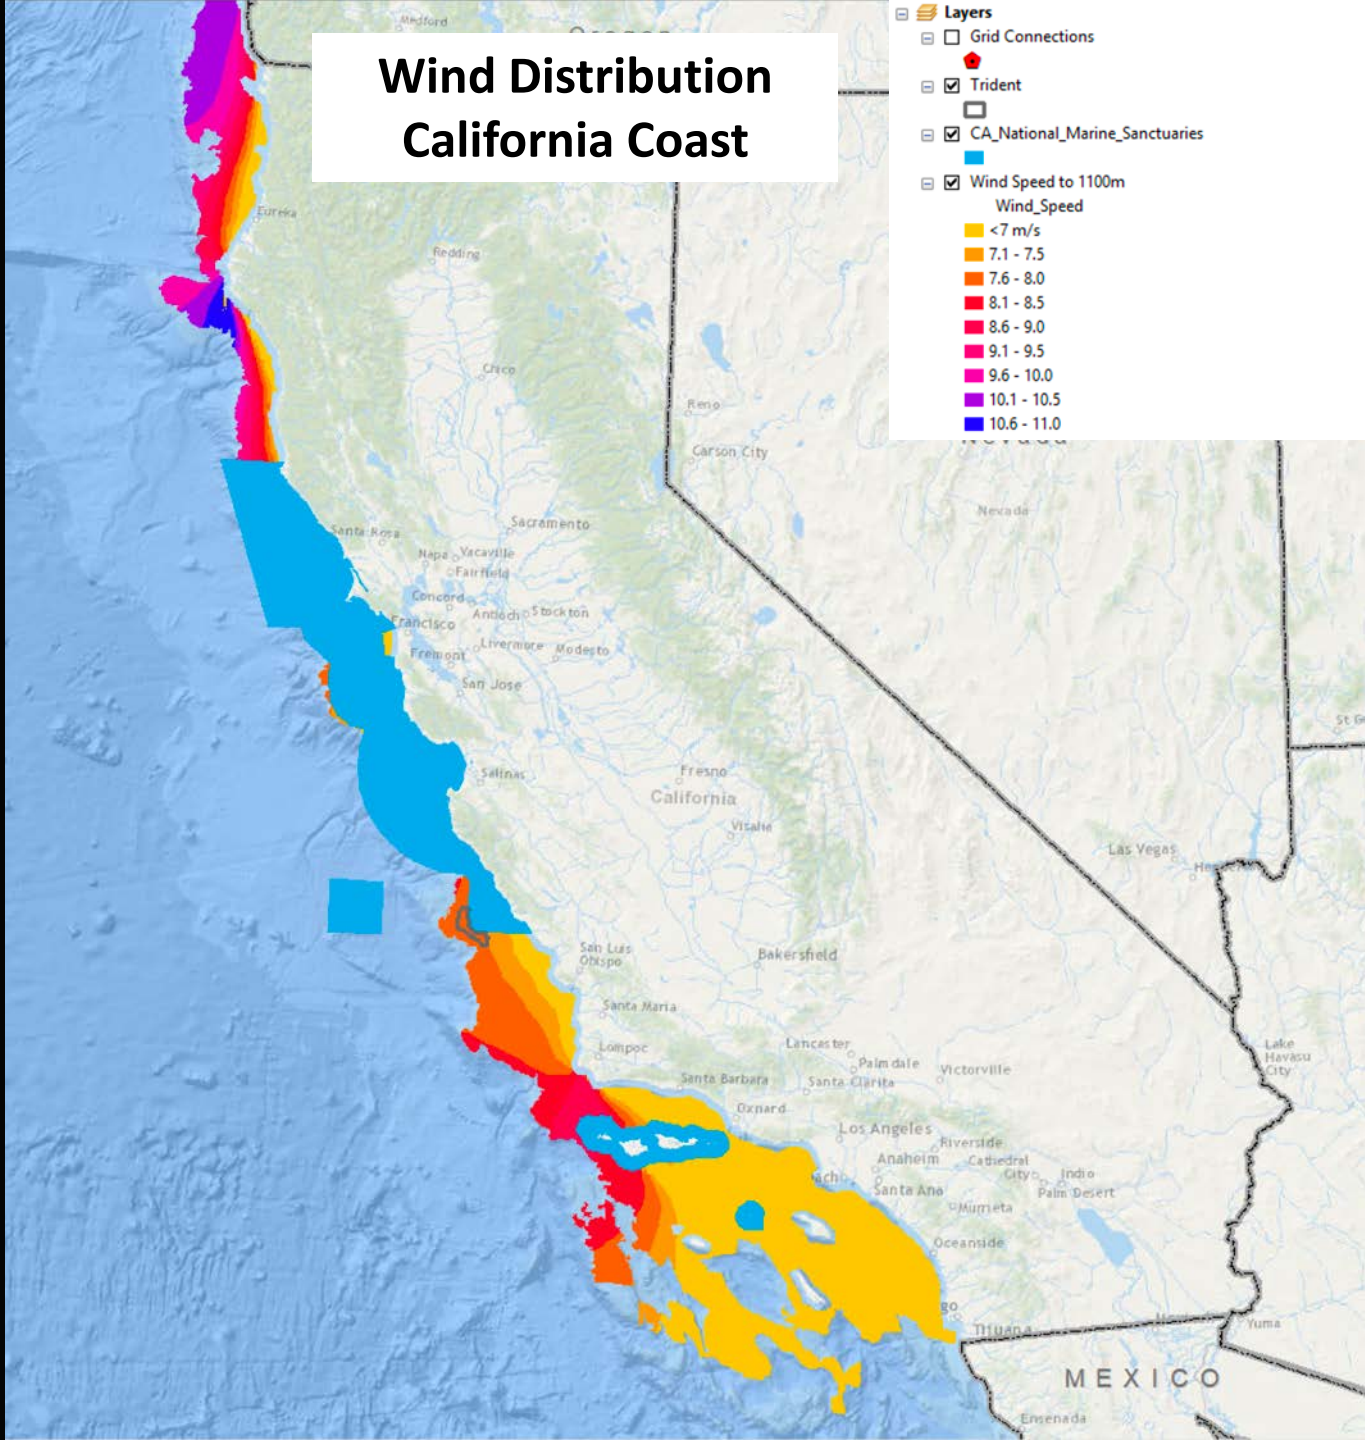 Wind Distribution
California Coast
Layers
Grid Connections
Trident
CA_National_Marine_Sanctuaries
Wind Speed to 1100m
Wind_Speed
<7 m/s
7.1 - 7.5
7.6 - 8.0
8.1 - 8.5
8.6 - 9.0
9.1 - 9.5
9.6 - 10.0
10.1 - 10.5
10.6 - 11.0
Medford
Eureka
Redding
Chico
Reno
Carson City
Nevada
Santa Rosa
Sacramento
Napa
Vacaville
Fairfield
Concord
Antioch
Stockton
Francisco
Livermore
Modesto
Fremont
San Jose
St G
Salinas
Fresno
California
Visalia
Las Vegas
San Luis
Obispo
Bakersfield
Santa Maria
Lompoc
Lancaster
Palmdale
Victorville
Lake
Havasu
City
Santa Barbara
Santa Clarita
Oxnard
Los Angeles
Riverside
Anaheim
Cathedral
City
Indio
ach
Santa Ana
Palm Desert
Murrieta
Oceanside
go
Tijuana
Yuma
MEXICO
Ensenada